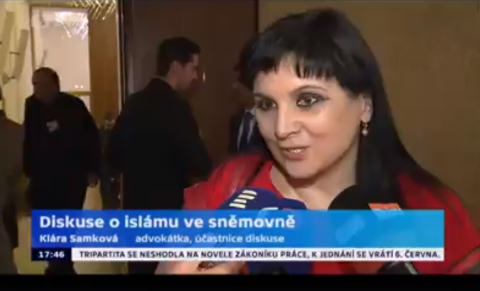 Diskuse o islámu ve sněmovně
Klára Samková advokátka, účastnice diskuse
17:46 TRIPARTITA SE NESHODLA NA NOVELE ZÁKONÍKU PRÁCE, K JEDNÁNÍ SE VRÁTÍ 6. ČERVNA.